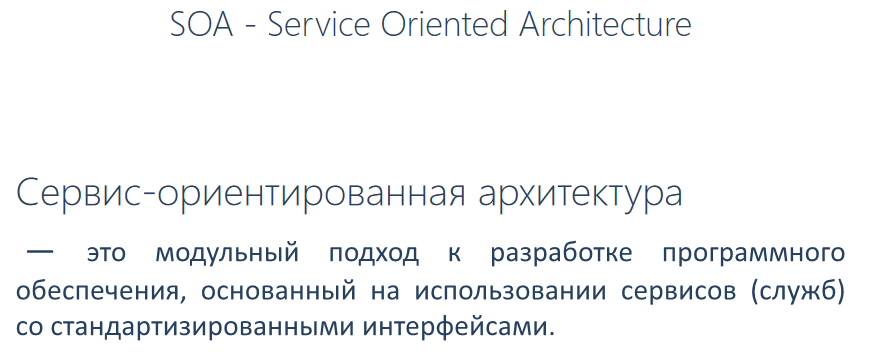 SOA - Service Oriented Architecture
Сервис-ориентированная архитектура
— это модульный подход к разработке программного
обеспечения, основанный на использовании сервисов (служб)
со стандартизированными интерфейсами.